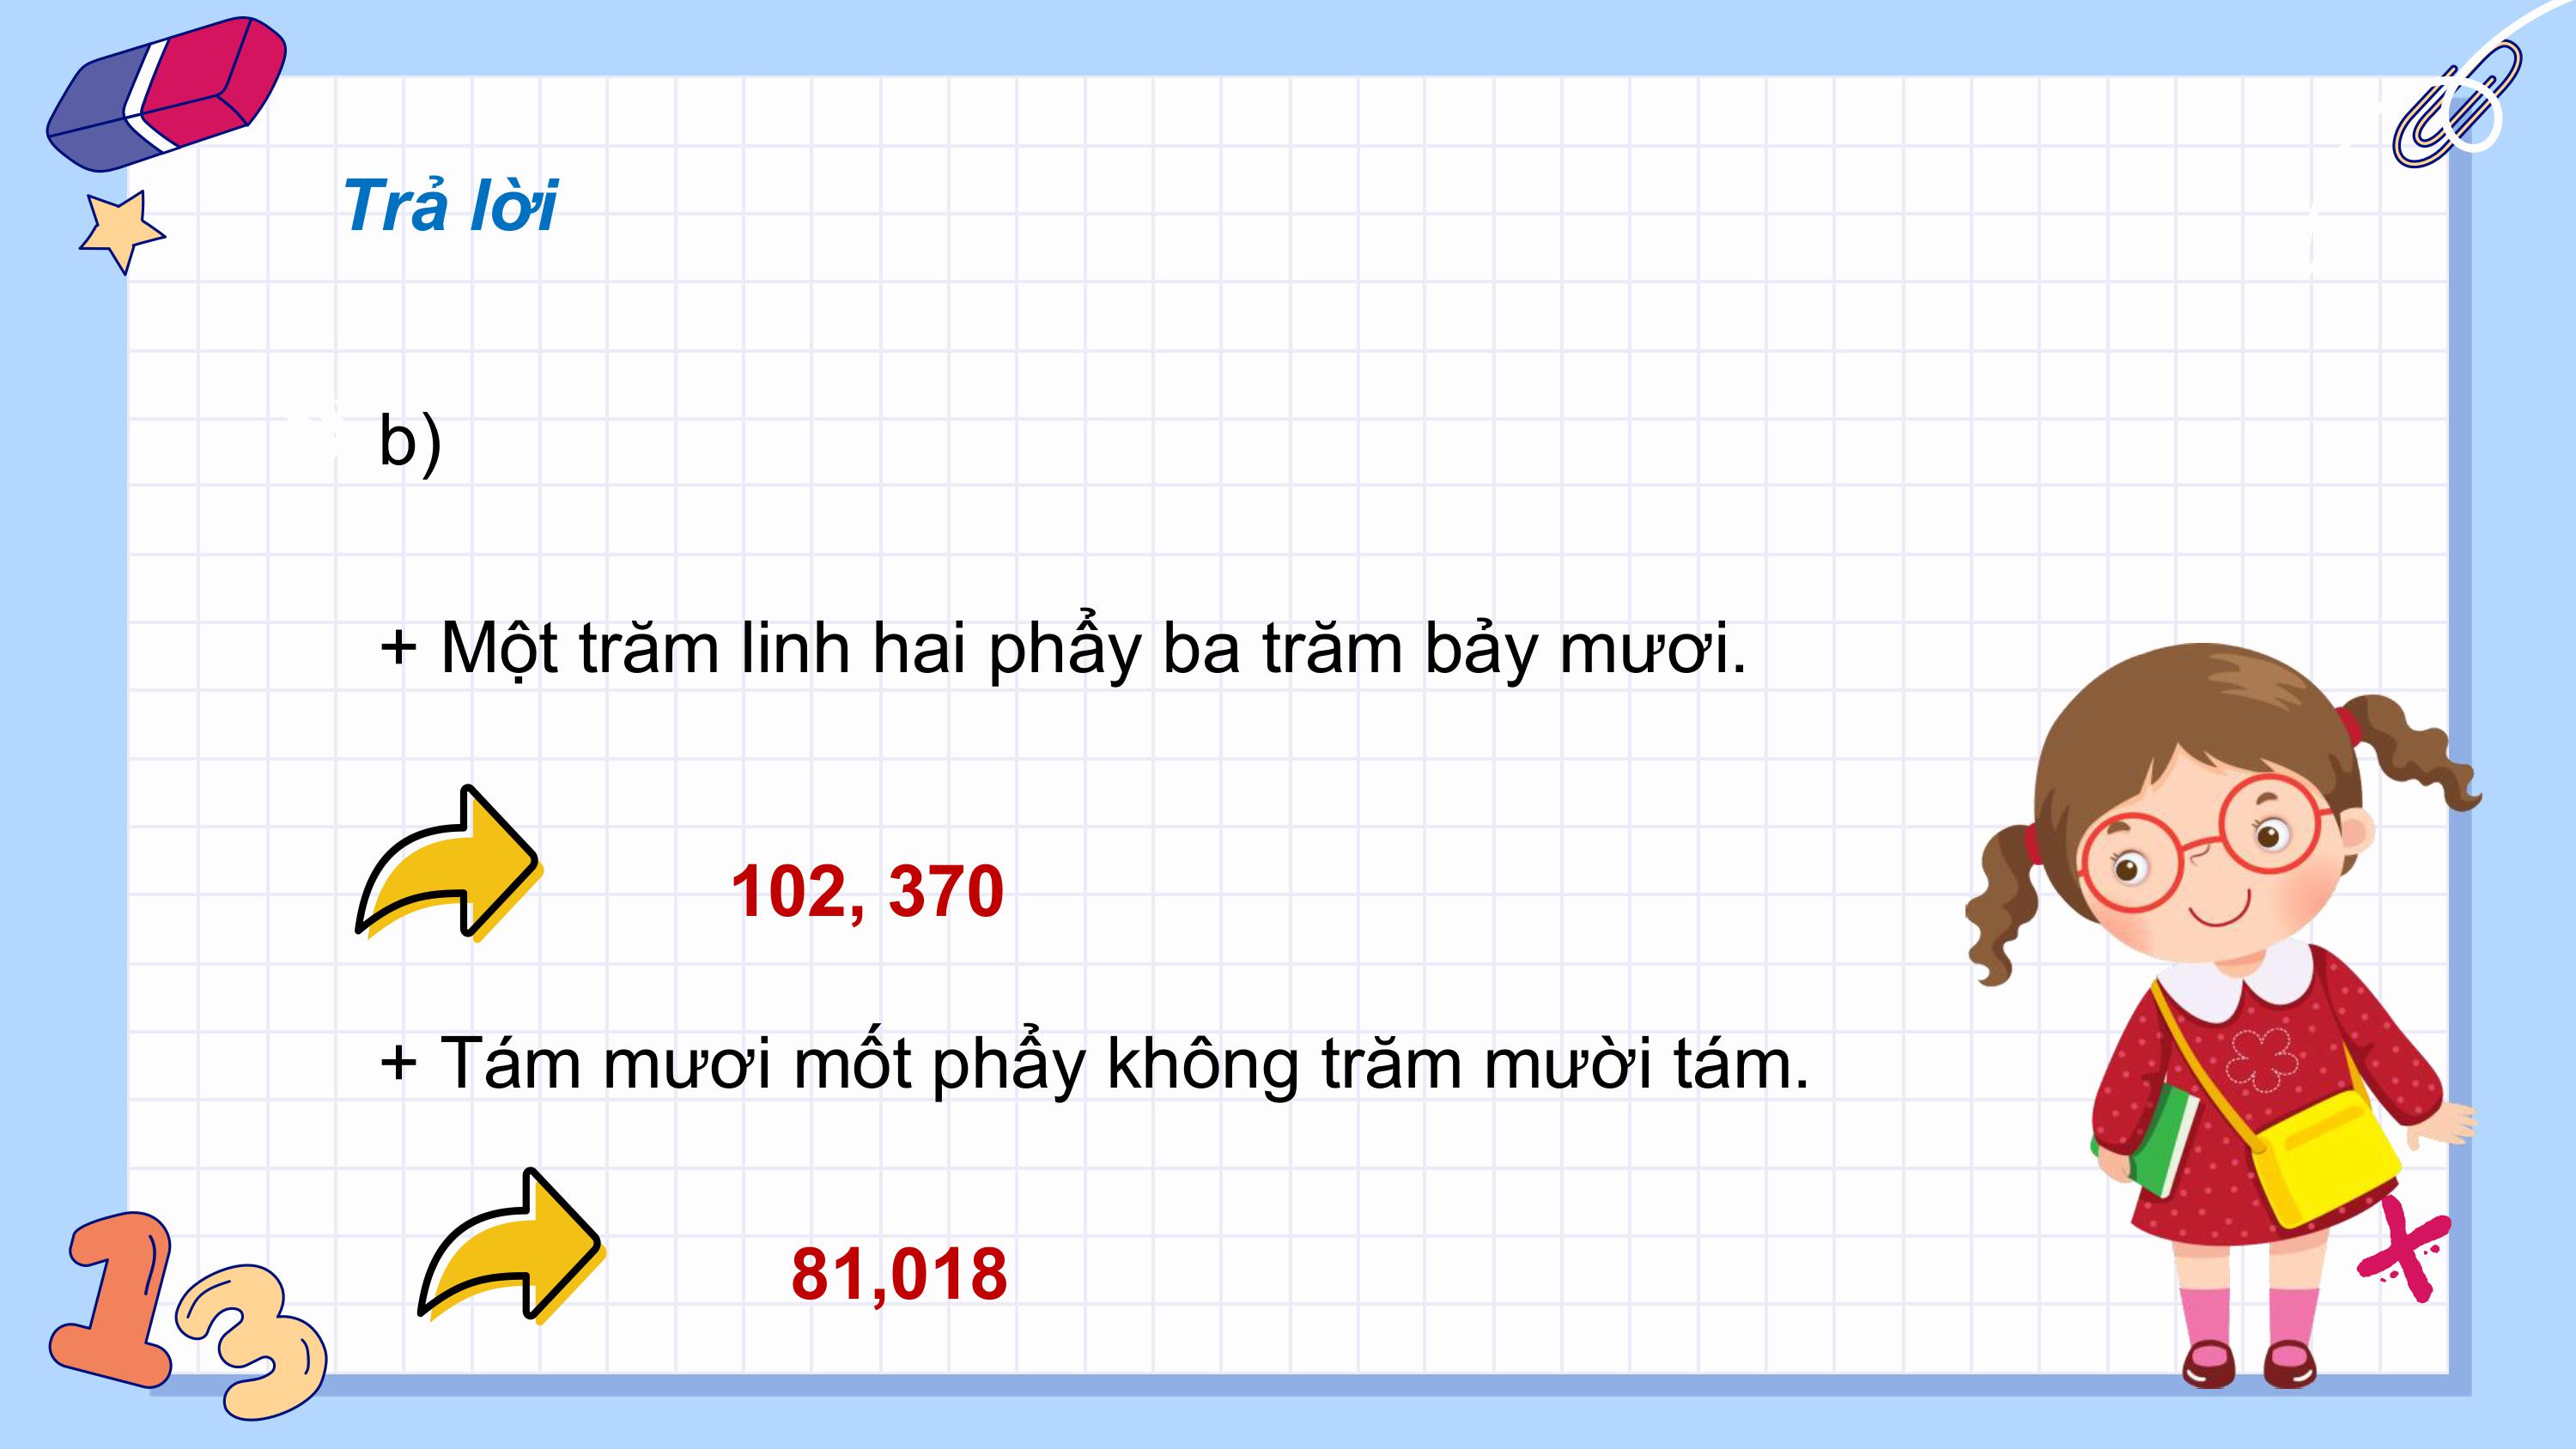 Trả lời
b)
+ Một trăm linh hai phẩy ba trăm bảy mươi.
102, 370
+ Tám mươi mốt phẩy không trăm mười tám.
81,018
13